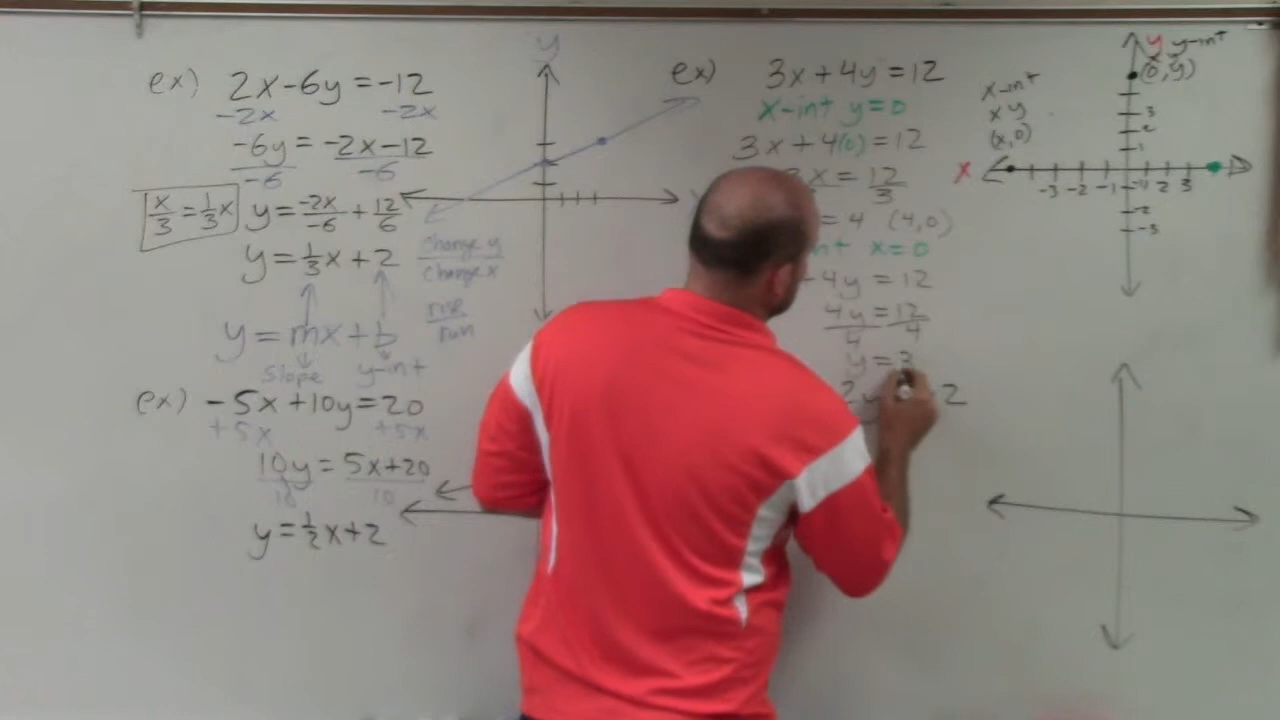 ex) 2x-6y=-12
-2x -2x
-6y = -2x-12
-6 -6
x/3 = 1/3x y = -2x/-6 + 12/6
y = 1/3x + 2
y = mx + b
Slope y-int
y
change y
change x
rise
run
ex) -5x+10y=20
+5x +5x
10y = 5x+20
10 10
y = 1/2x+2
ex) 3x+4y=12
x-int y=0
3x+4(0)=12
3x = 12
3
= 4 (4,0)
x=0
4y = 12
4y = 12
4 4
y = 3
x-int
x y
(x,0)
y y-int
x y
(0,y)
3
2
1
x
-3 -2 -1 1 2 3
-2
-3